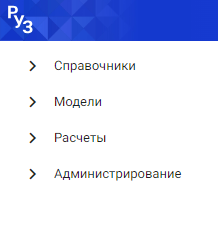 РУЗ
Справочники
Модели
Расчеты
Администрирование